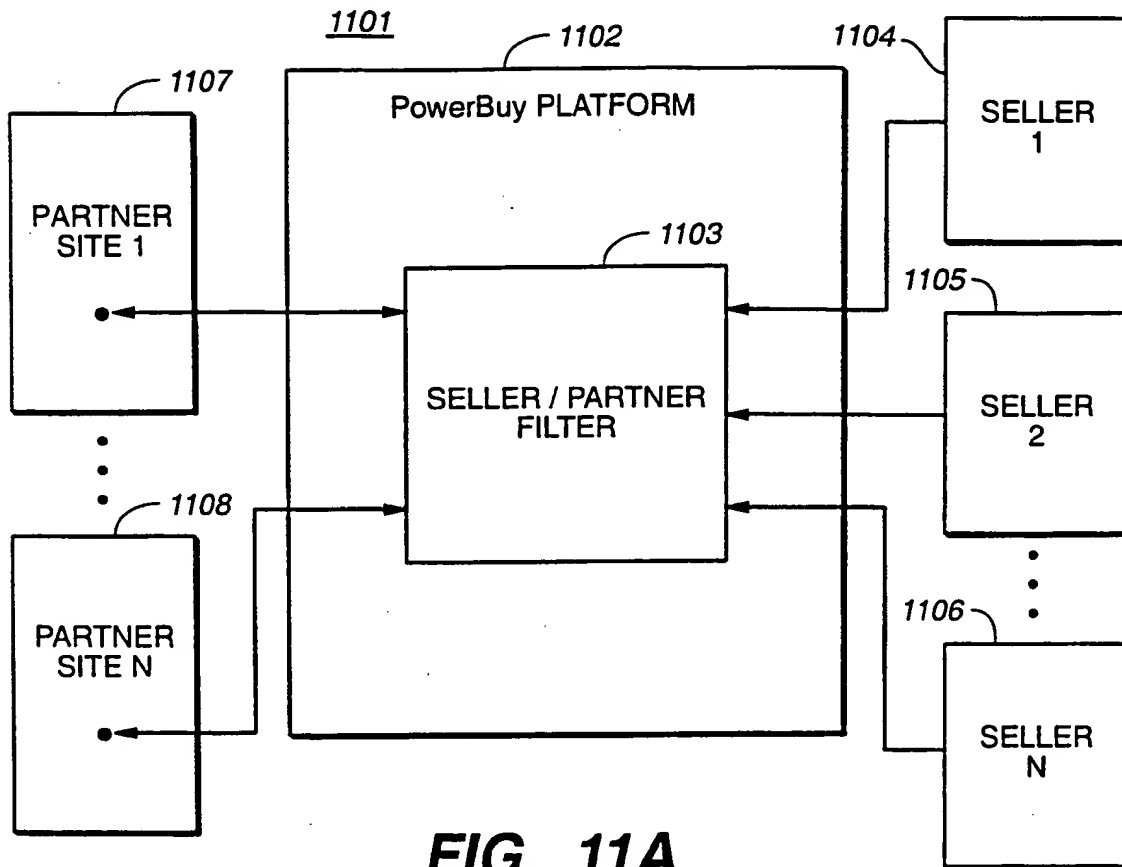 1101
1102
1104
1107
PowerBuy PLATFORM
SELLER
1
PARTNER
SITE 1
1103
1105
SELLER / PARTNER
FILTER
SELLER
2
1108
1106
PARTNER
SITE N
SELLER
N
FIG._11A